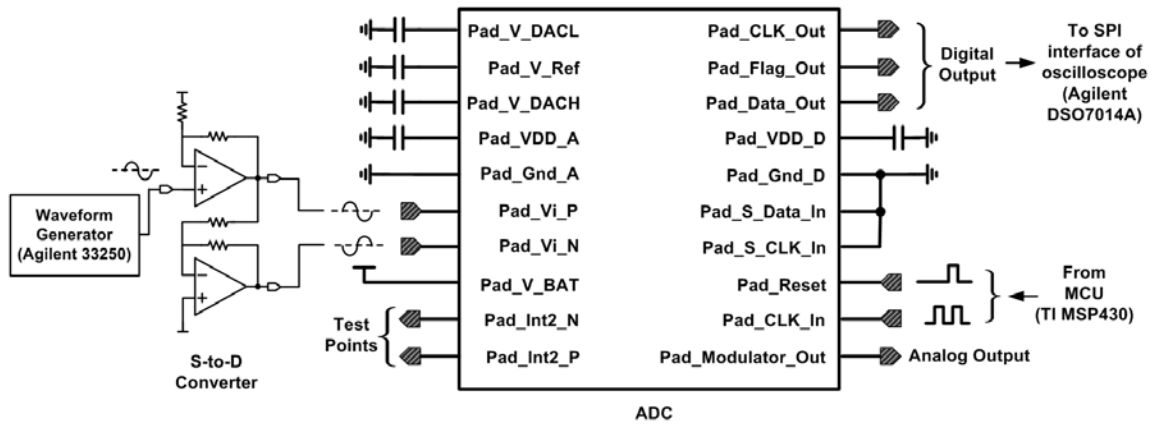 Waveform
Generator
(Agilent 33250)
S-to-D
Converter
Test
Points
Pad_V_DACL
Pad_V_Ref
Pad_V_DACH
Pad_VDD_A
Pad_Gnd_A
Pad_Vi_P
Pad_Vi_N
Pad_V_BAT
Pad_Int2_N
Pad_Int2_P
Pad_CLK_Out
Pad_Flag_Out
Pad_Data_Out
Pad_VDD_D
Pad_Gnd_D
Pad_S_Data_In
Pad_S_CLK_In
Pad_Reset
Pad_CLK_In
Pad_Modulator_Out
ADC
Digital
Output
To SPI
interface of
oscilloscope
(Agilent
DSO7014A)
From
MCU
(TI MSP430)
Analog Output